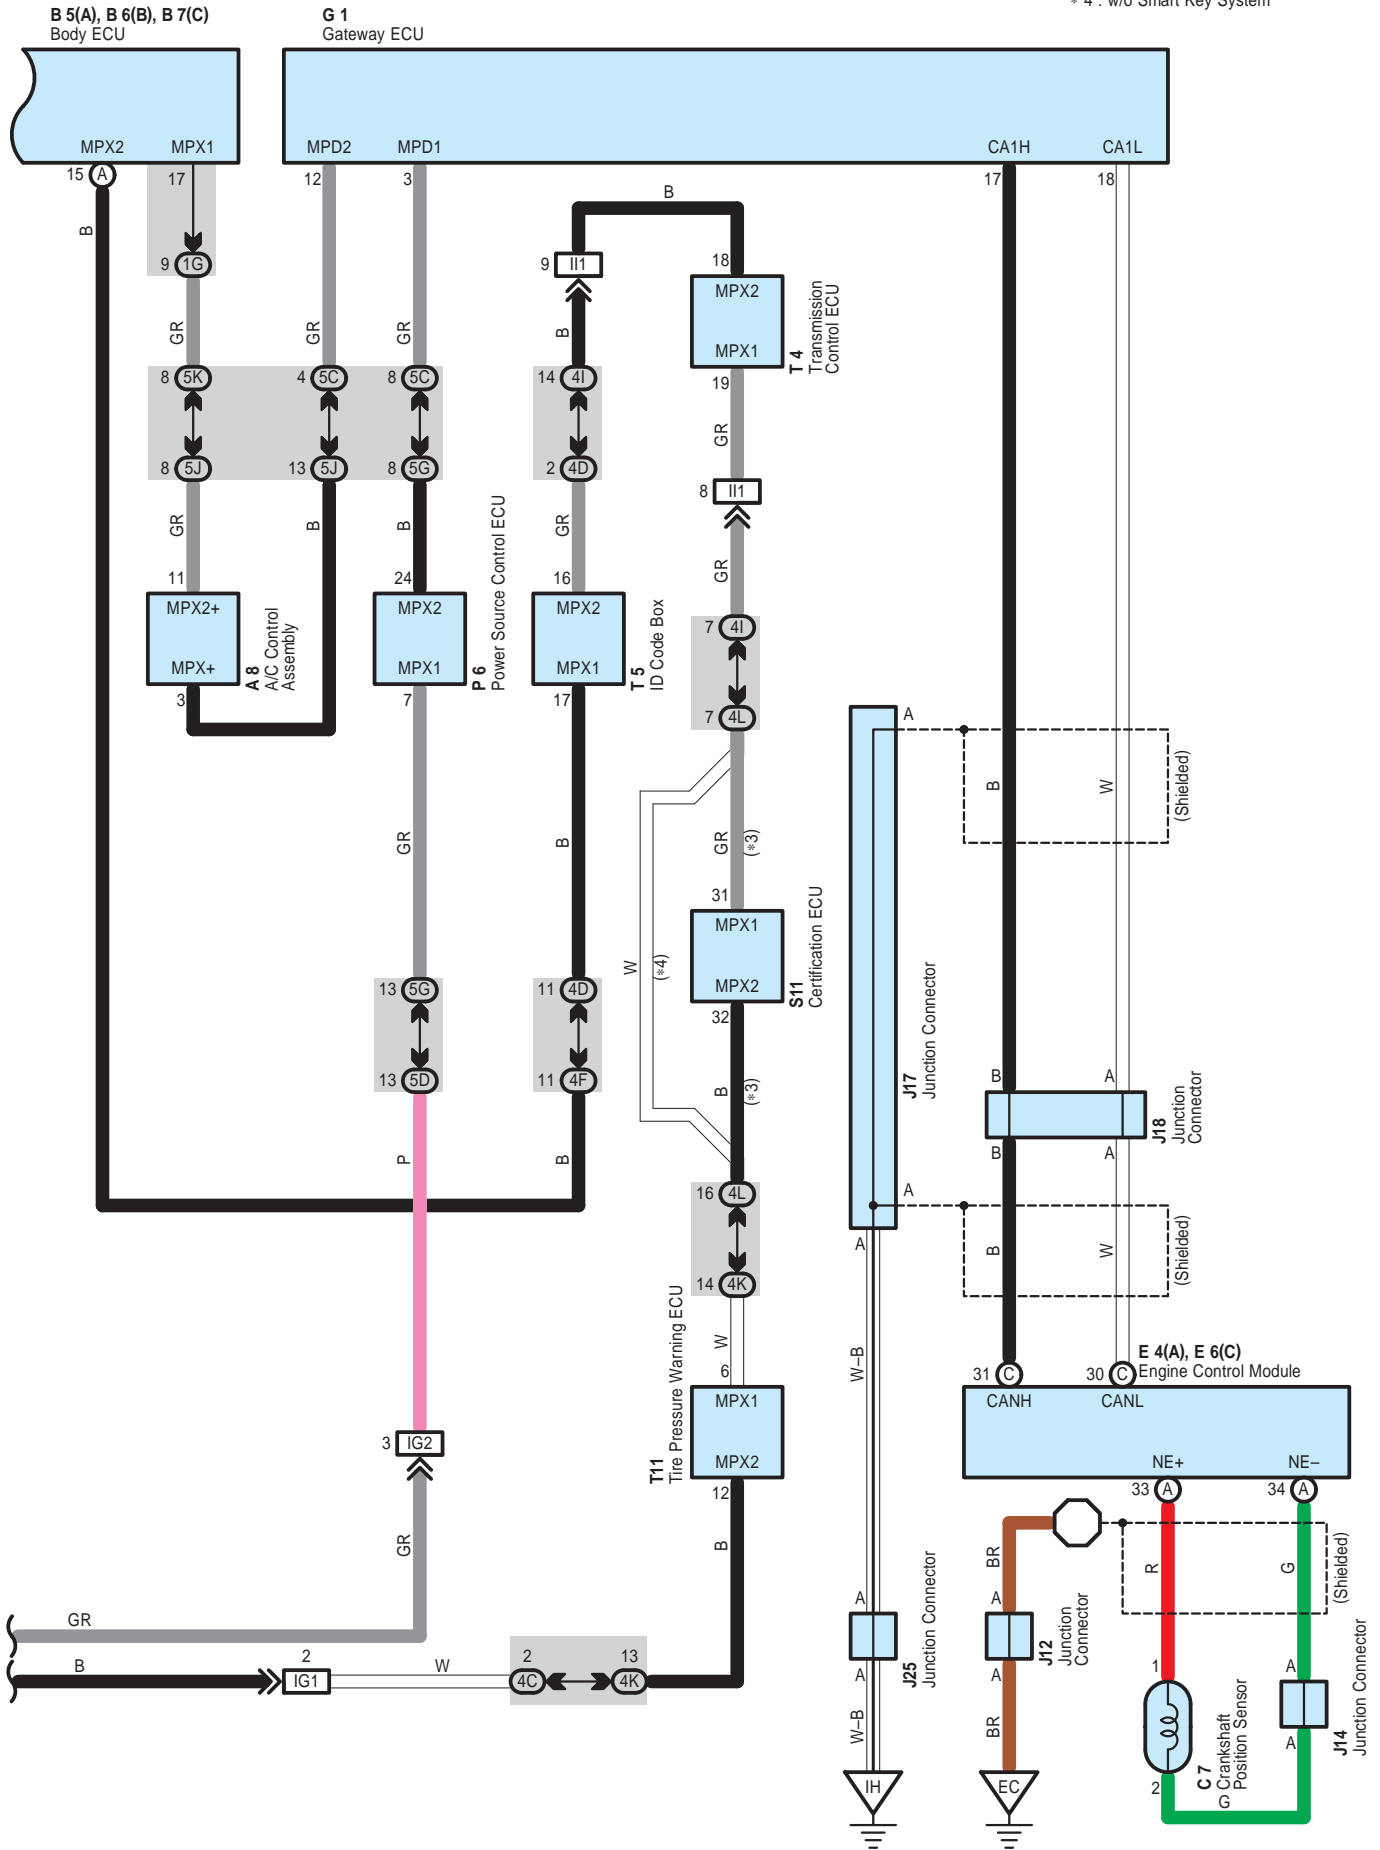 ∗ 4 : w/o Smart Key System
B 5(A), B 6(B), B 7(C)
Body ECU
G 1
Gateway ECU
MPX2
MPX1
MPD2
MPD1
CA1H
CA1L
15
A
17
12
3
17
18
B
B
9
1G
9
II1
18
MPX2
MPX1
T 4
Transmission
Control ECU
GR
GR
GR
B
8
5K
4
5C
8
5C
14
4I
19
GR
8
5J
13
5J
8
5G
2
4D
8
II1
GR
B
B
GR
GR
11
24
16
MPX2+
MPX+
A 8
A/C Control
Assembly
MPX2
MPX1
P 6
Power Source Control ECU
MPX2
MPX1
T 5
ID Code Box
7
4I
3
7
17
7
4L
A
B
W
(Shielded)
GR
B
GR
(∗3)
31
MPX1
MPX2
S11
Certification ECU
W
(∗4)
32
13
5G
11
4D
J17
Junction Connector
13
5D
11
4F
B
(∗3)
B
A
J18
Junction
Connector
B
A
P
B
16
4L
A
A
B
W
(Shielded)
14
4K
W
W–B
E 4(A), E 6(C)
Engine Control Module
31
C
30
C
6
MPX1
MPX2
T11
Tire Pressure Warning ECU
CANH
CANL
NE+
NE–
3
IG2
12
33
A
34
A
GR
B
BR
R
G
(Shielded)
GR
A
J25
Junction Connector
A
A
J12
Junction
Connector
A
B
2
IG1
W
2
4C
13
4K
1
A
J14
Junction Connector
A
W–B
BR
C 7
Crankshaft
Position Sensor
2
G
IH
EC